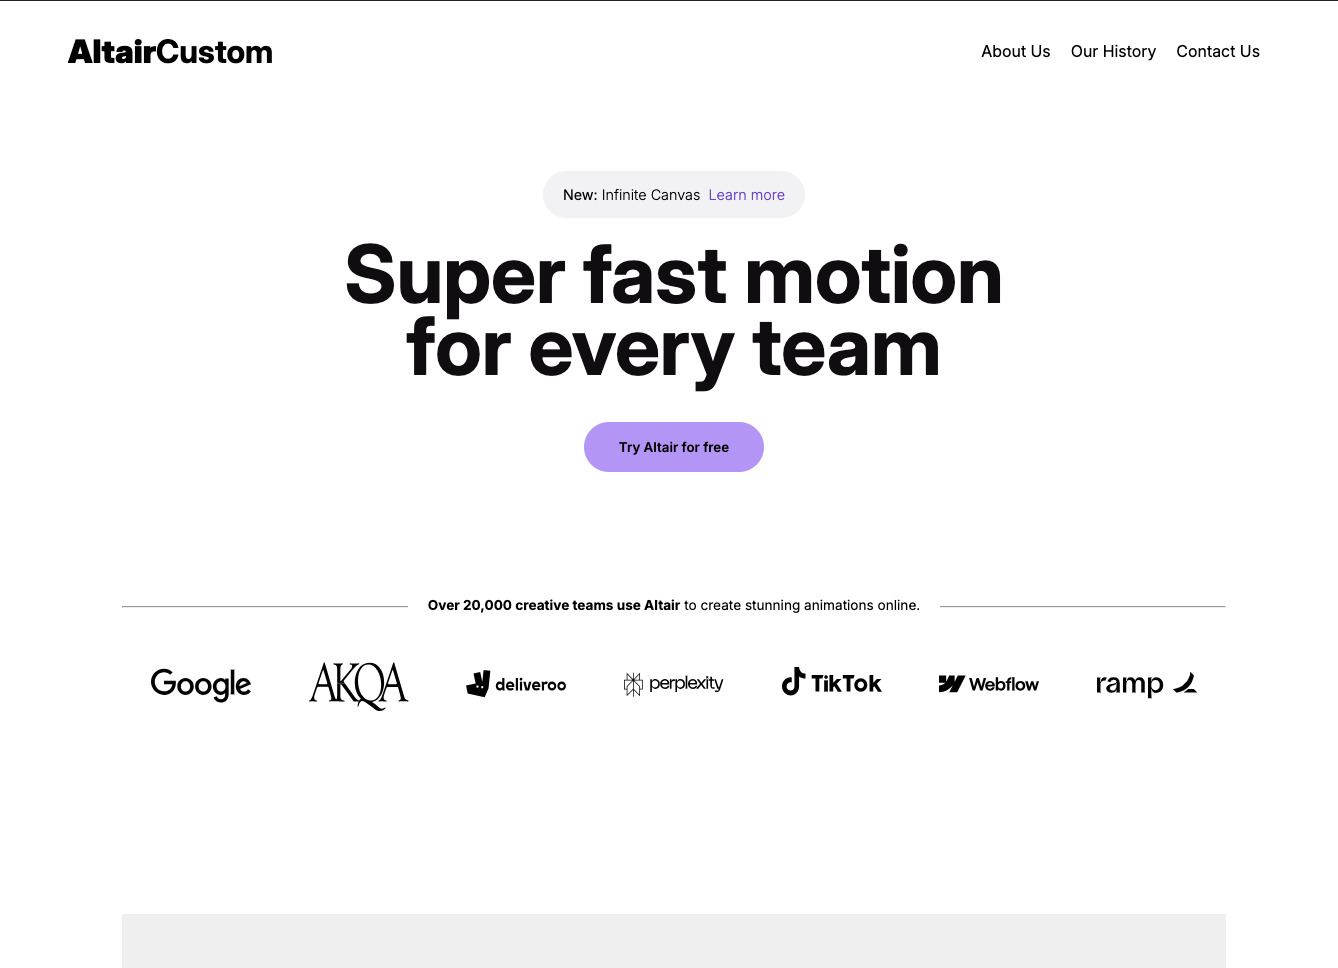 AltairCustom
About Us Our History Contact Us
New: Infinite Canvas Learn more
Super fast motion
for every team
Try Altair for free
Over 20,000 creative teams use Altair to create stunning animations online.
Google AKQA deliveroo perplexity TikTok Webflow ramp